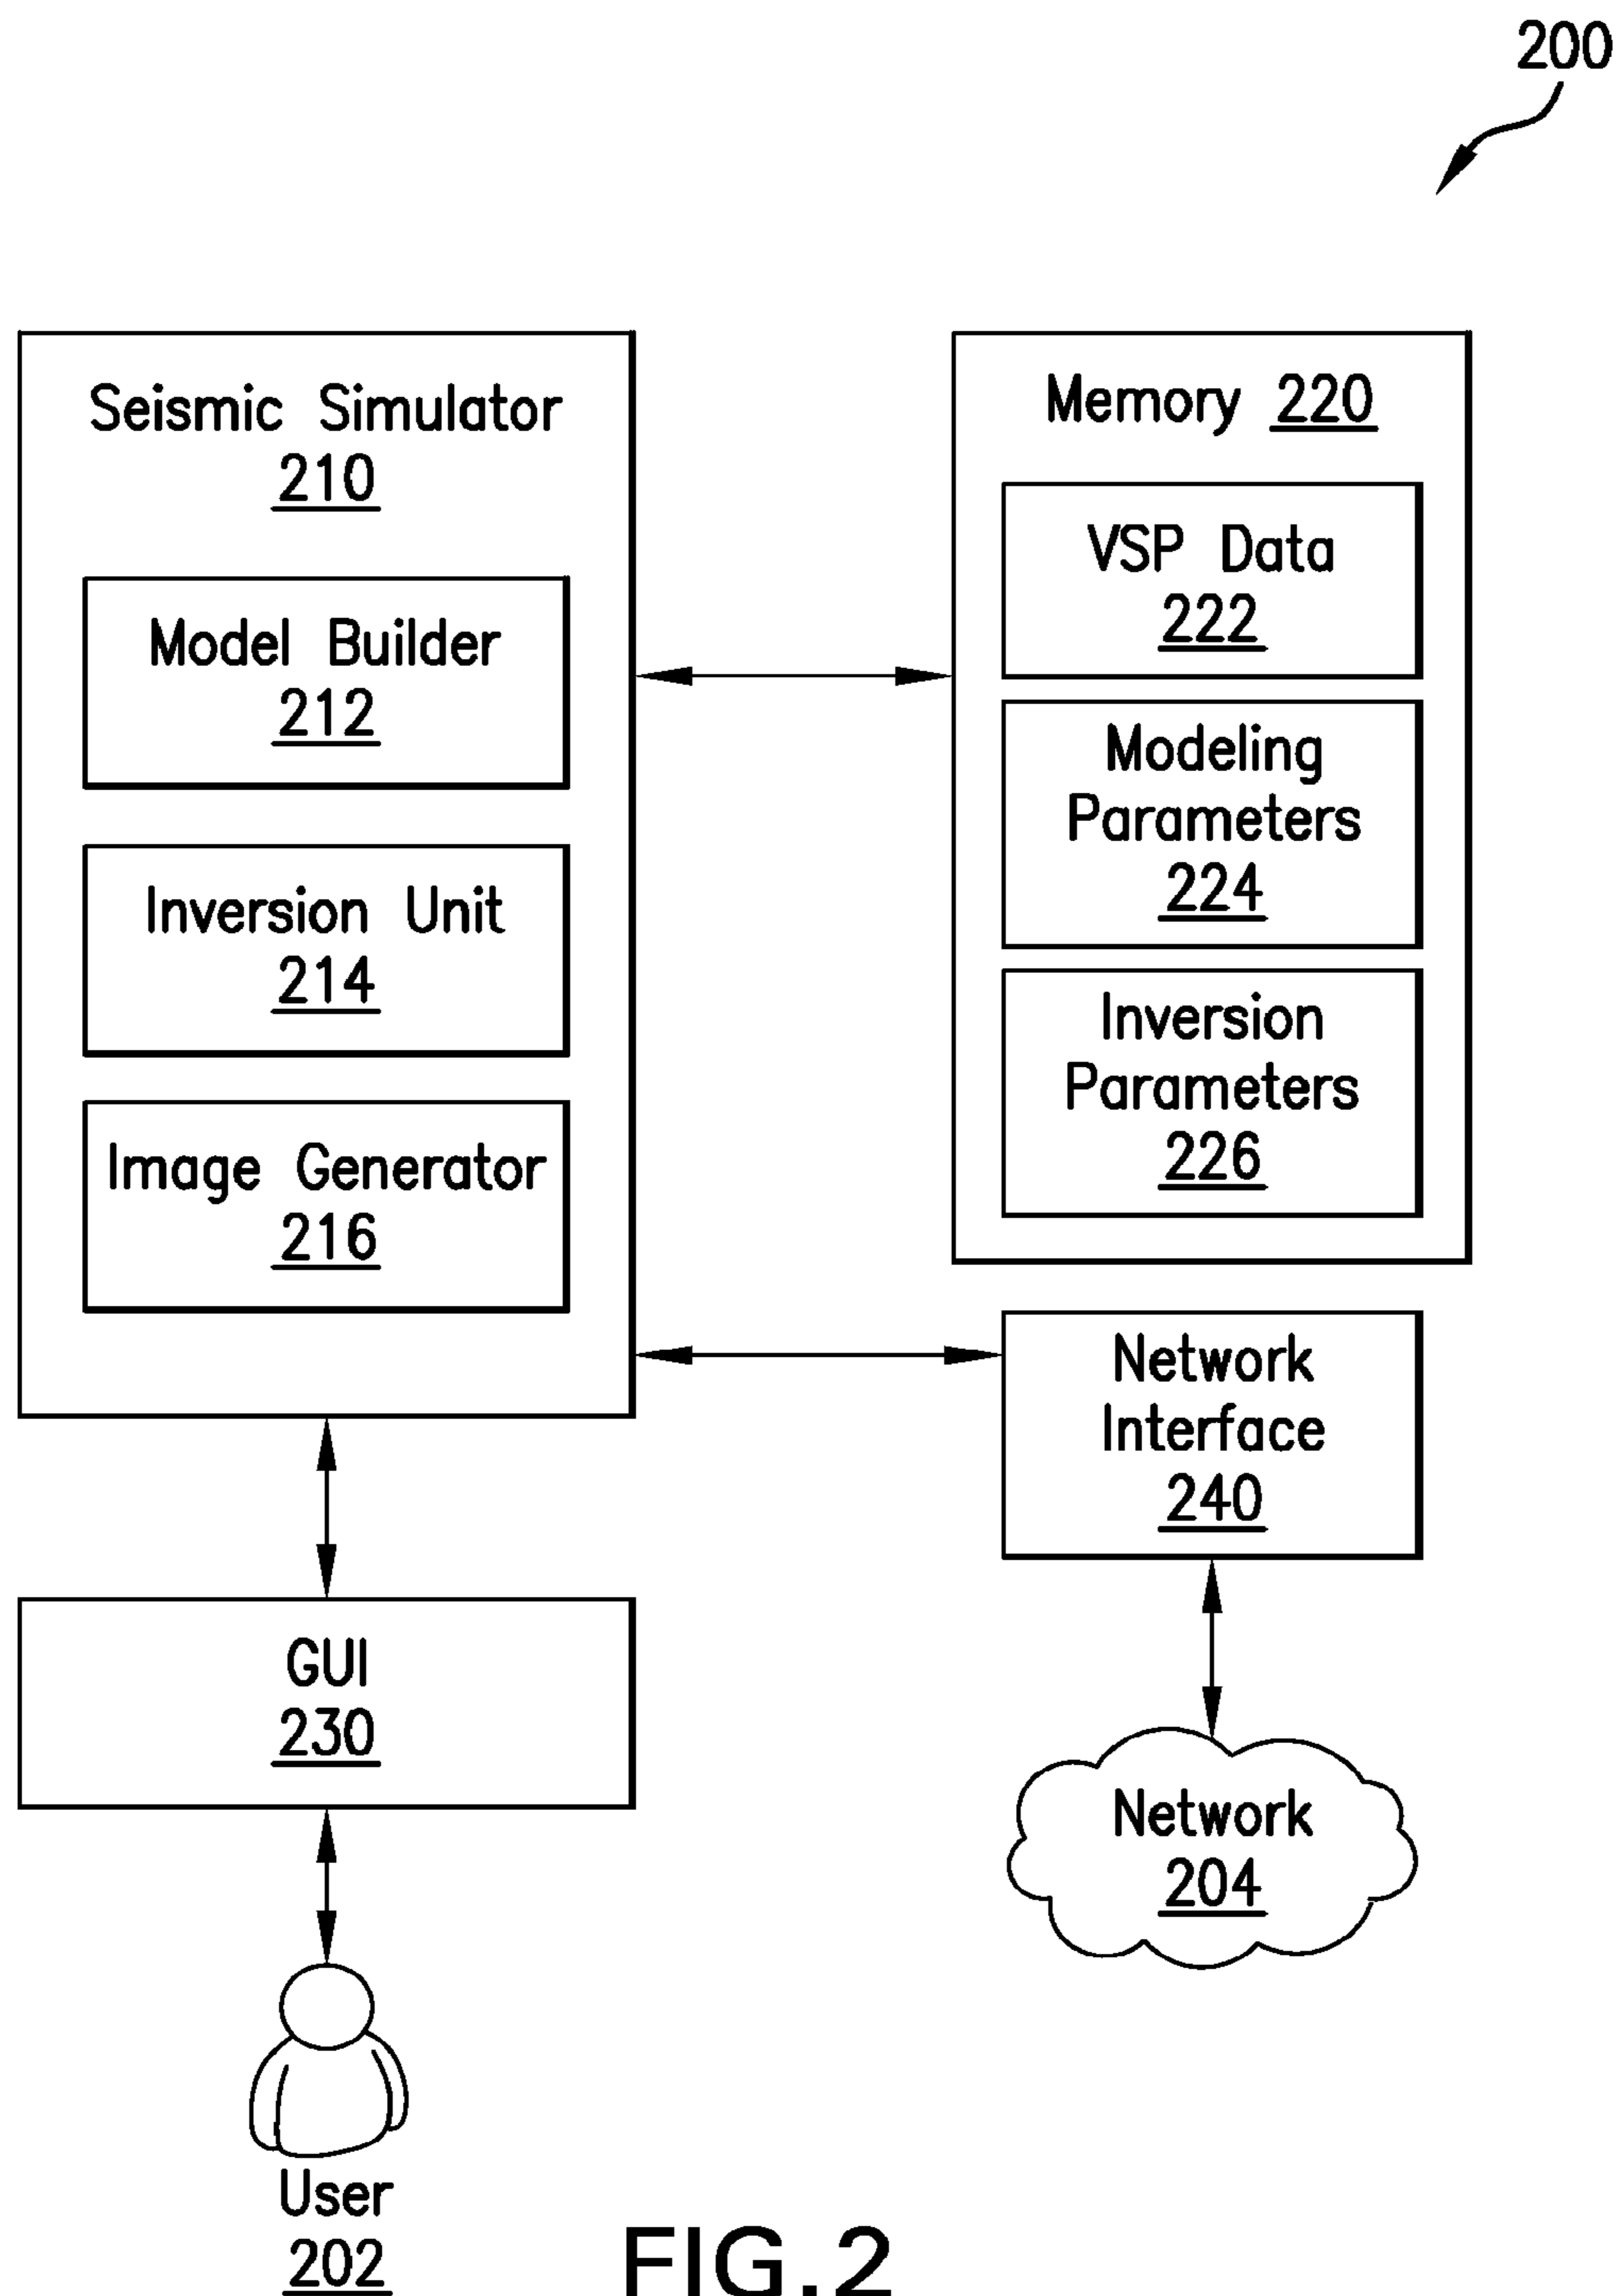 200
Seismic Simulator
210
Model Builder
212
Inversion Unit
214
Image Generator
216
Memory 220
VSP Data
222
Modeling
Parameters
224
Inversion
Parameters
226
Network
Interface
240
GUI
230
Network
204
User
202
FIG.2